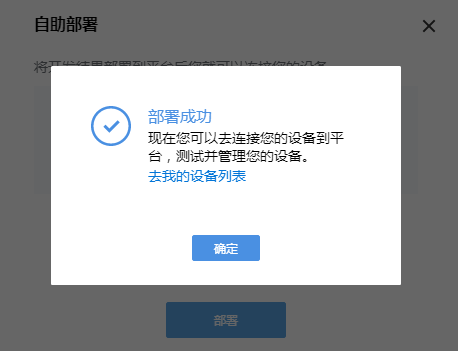 自助部署
将开发结果部署到平台后您就可以连接您的设备
部署成功
现在您可以去连接您的设备到平
台，测试并管理您的设备。
去我的设备列表
确定
部署